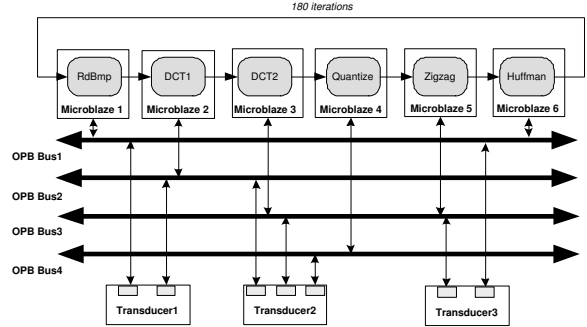 180 iterations
RdBmp DCT1 DCT2 Quantize Zigzag Huffman
Microblaze 1 Microblaze 2 Microblaze 3 Microblaze 4 Microblaze 5 Microblaze 6
OPB Bus1
OPB Bus2
OPB Bus3
OPB Bus4
Transducer1 Transducer2 Transducer3